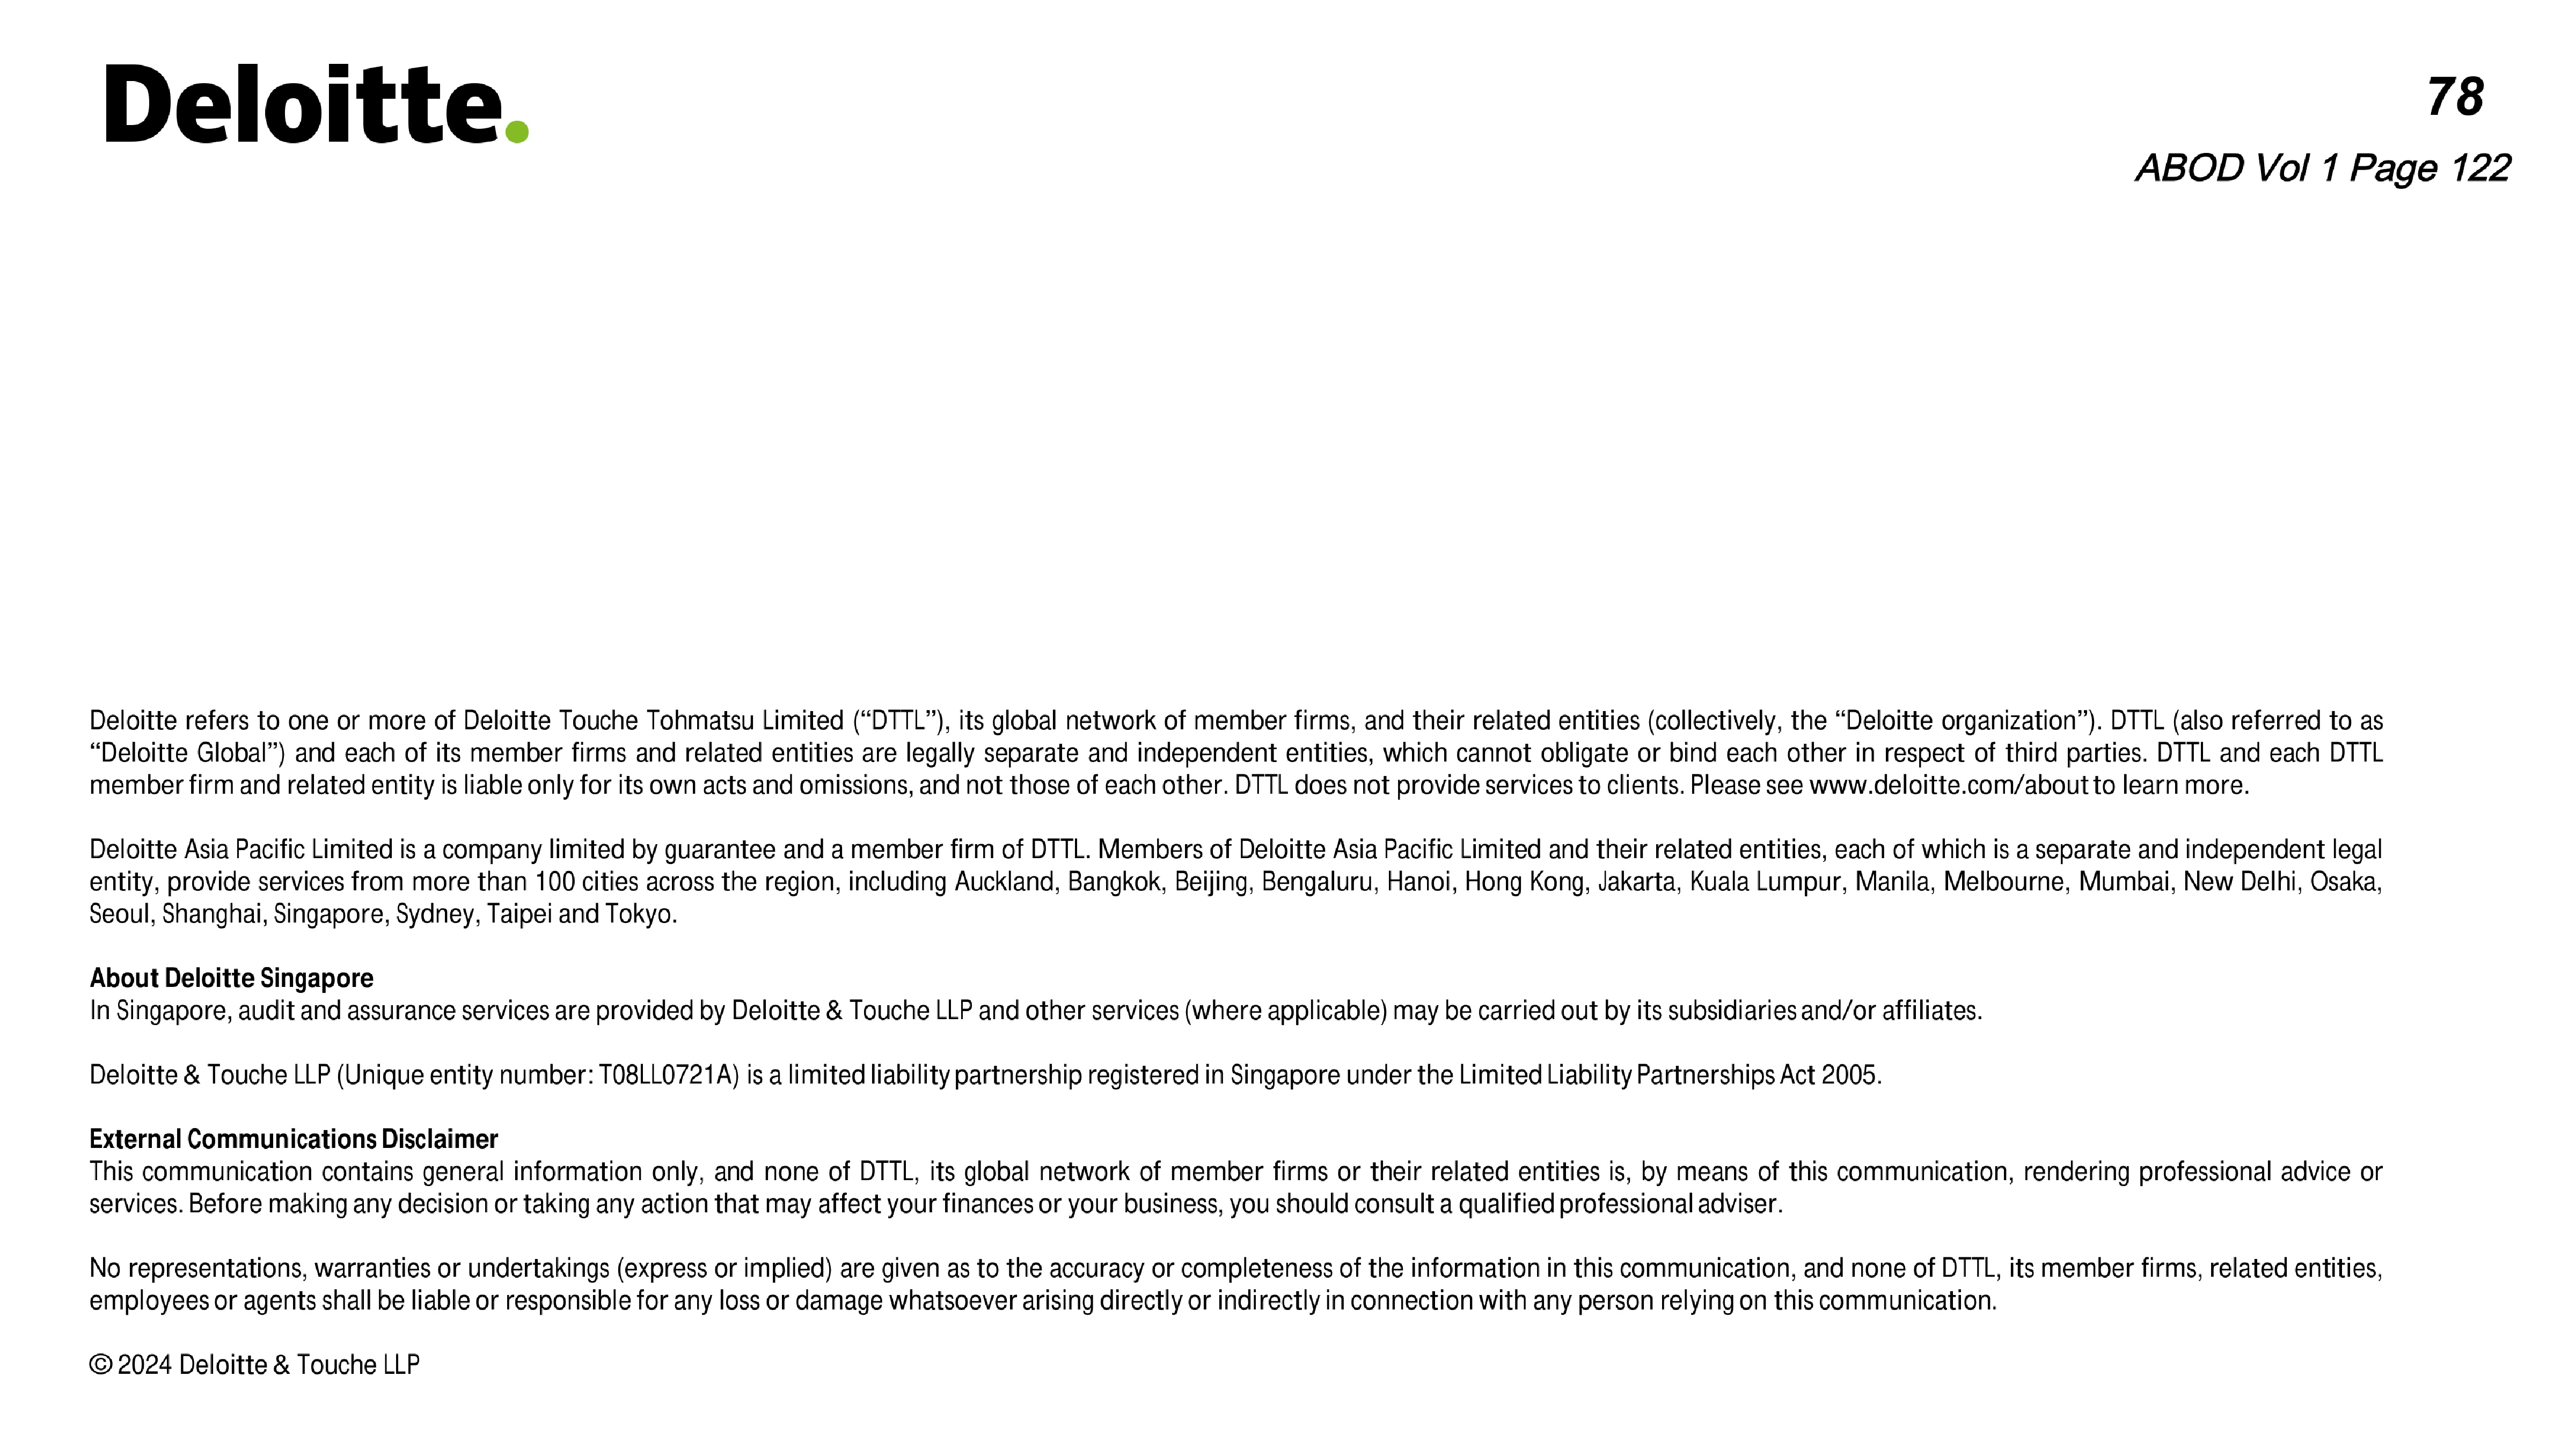 Deloitte.
78
ABOD Vol 1 Page 122
Deloitte refers to one or more of Deloitte Touche Tohmatsu Limited (“DTTL”), its global network of member firms, and their related entities (collectively, the “Deloitte organization”). DTTL (also referred to as
“Deloitte Global”) and each of its member firms and related entities are legally separate and independent entities, which cannot obligate or bind each other in respect of third parties. DTTL and each DTTL
member firm and related entity is liable only for its own acts and omissions, and not those of each other. DTTL does not provide services to clients. Please see www.deloitte.com/about to learn more.
Deloitte Asia Pacific Limited is a company limited by guarantee and a member firm of DTTL. Members of Deloitte Asia Pacific Limited and their related entities, each of which is a separate and independent legal
entity, provide services from more than 100 cities across the region, including Auckland, Bangkok, Beijing, Bengaluru, Hanoi, Hong Kong, Jakarta, Kuala Lumpur, Manila, Melbourne, Mumbai, New Delhi, Osaka,
Seoul, Shanghai, Singapore, Sydney, Taipei and Tokyo.
About Deloitte Singapore
In Singapore, audit and assurance services are provided by Deloitte & Touche LLP and other services (where applicable) may be carried out by its subsidiaries and/or affiliates.
Deloitte & Touche LLP (Unique entity number: T08LL0721A) is a limited liability partnership registered in Singapore under the Limited Liability Partnerships Act 2005.
External Communications Disclaimer
This communication contains general information only, and none of DTTL, its global network of member firms or their related entities is, by means of this communication, rendering professional advice or
services. Before making any decision or taking any action that may affect your finances or your business, you should consult a qualified professional adviser.
No representations, warranties or undertakings (express or implied) are given as to the accuracy or completeness of the information in this communication, and none of DTTL, its member firms, related entities,
employees or agents shall be liable or responsible for any loss or damage whatsoever arising directly or indirectly in connection with any person relying on this communication.
© 2024 Deloitte & Touche LLP